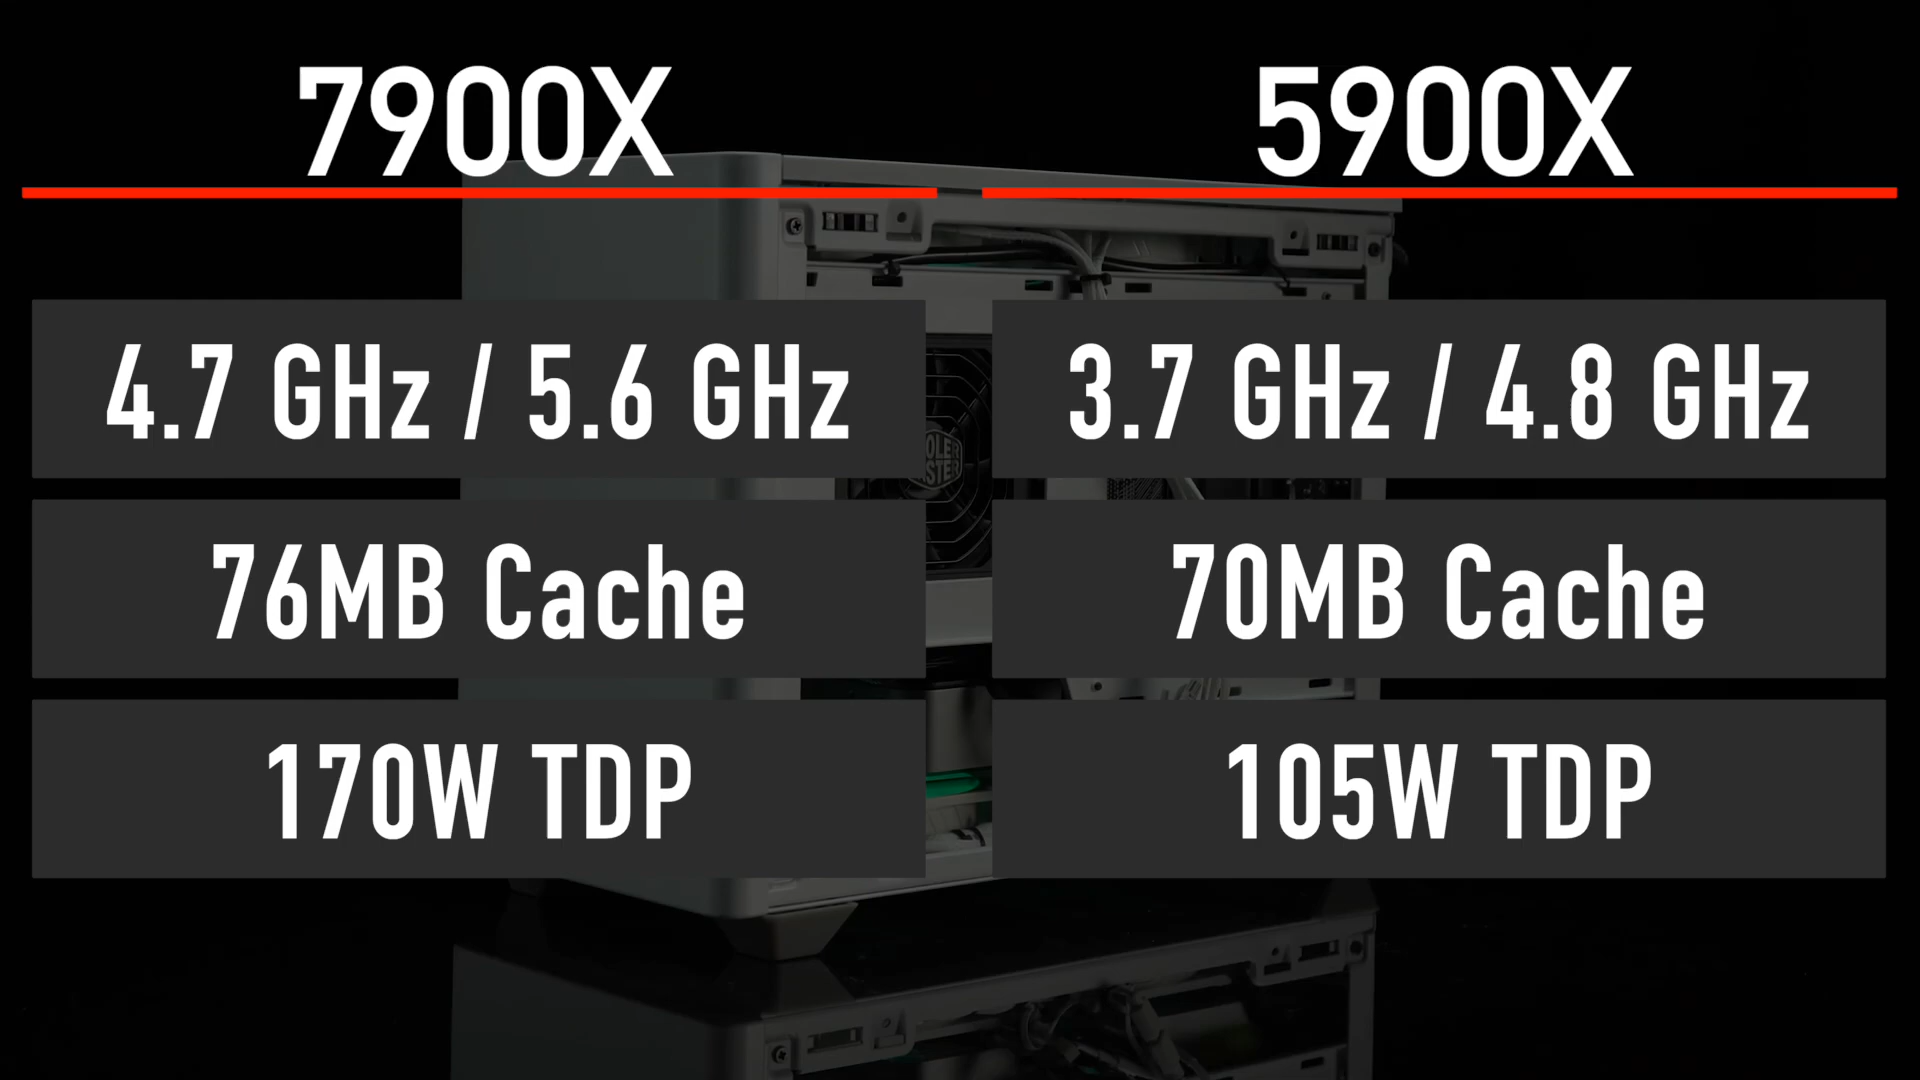 7900X
5900X
4.7 GHz / 5.6 GHz
3.7 GHz / 4.8 GHz
76MB Cache
70MB Cache
170W TDP
105W TDP